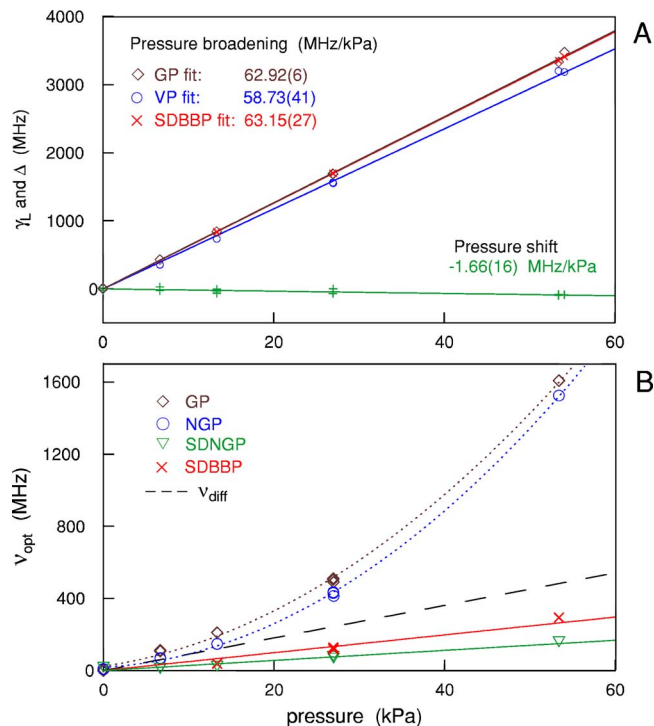 4000
A
Pressure broadening (MHz/kPa)
GP fit: 62.92(6)
VP fit: 58.73(41)
SDBBP fit: 63.15(27)
3000
γL and Δ (MHz)
2000
1000
Pressure shift
-1.66(16) MHz/kPa
0
0 20 40 60
B
1600
GP
NGP
SDNGP
SDBBP
νdiff
1200
νopt (MHz)
800
400
0
0 20 40 60
pressure (kPa)